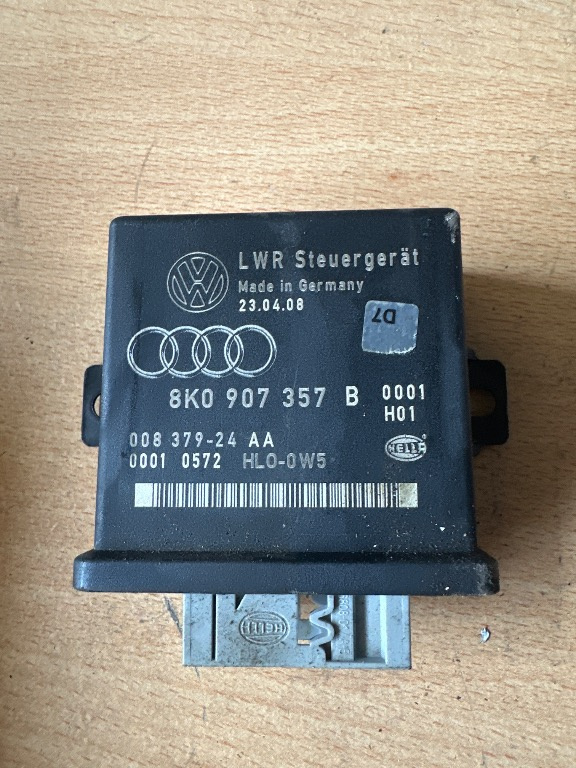 LWR Steuergerät
Made in Germany
23.04.08
D7
8K0 907 357 B 0001
H01
008 379-24 AA
0001 0572 HLO-0W5
HELLA
HELLA